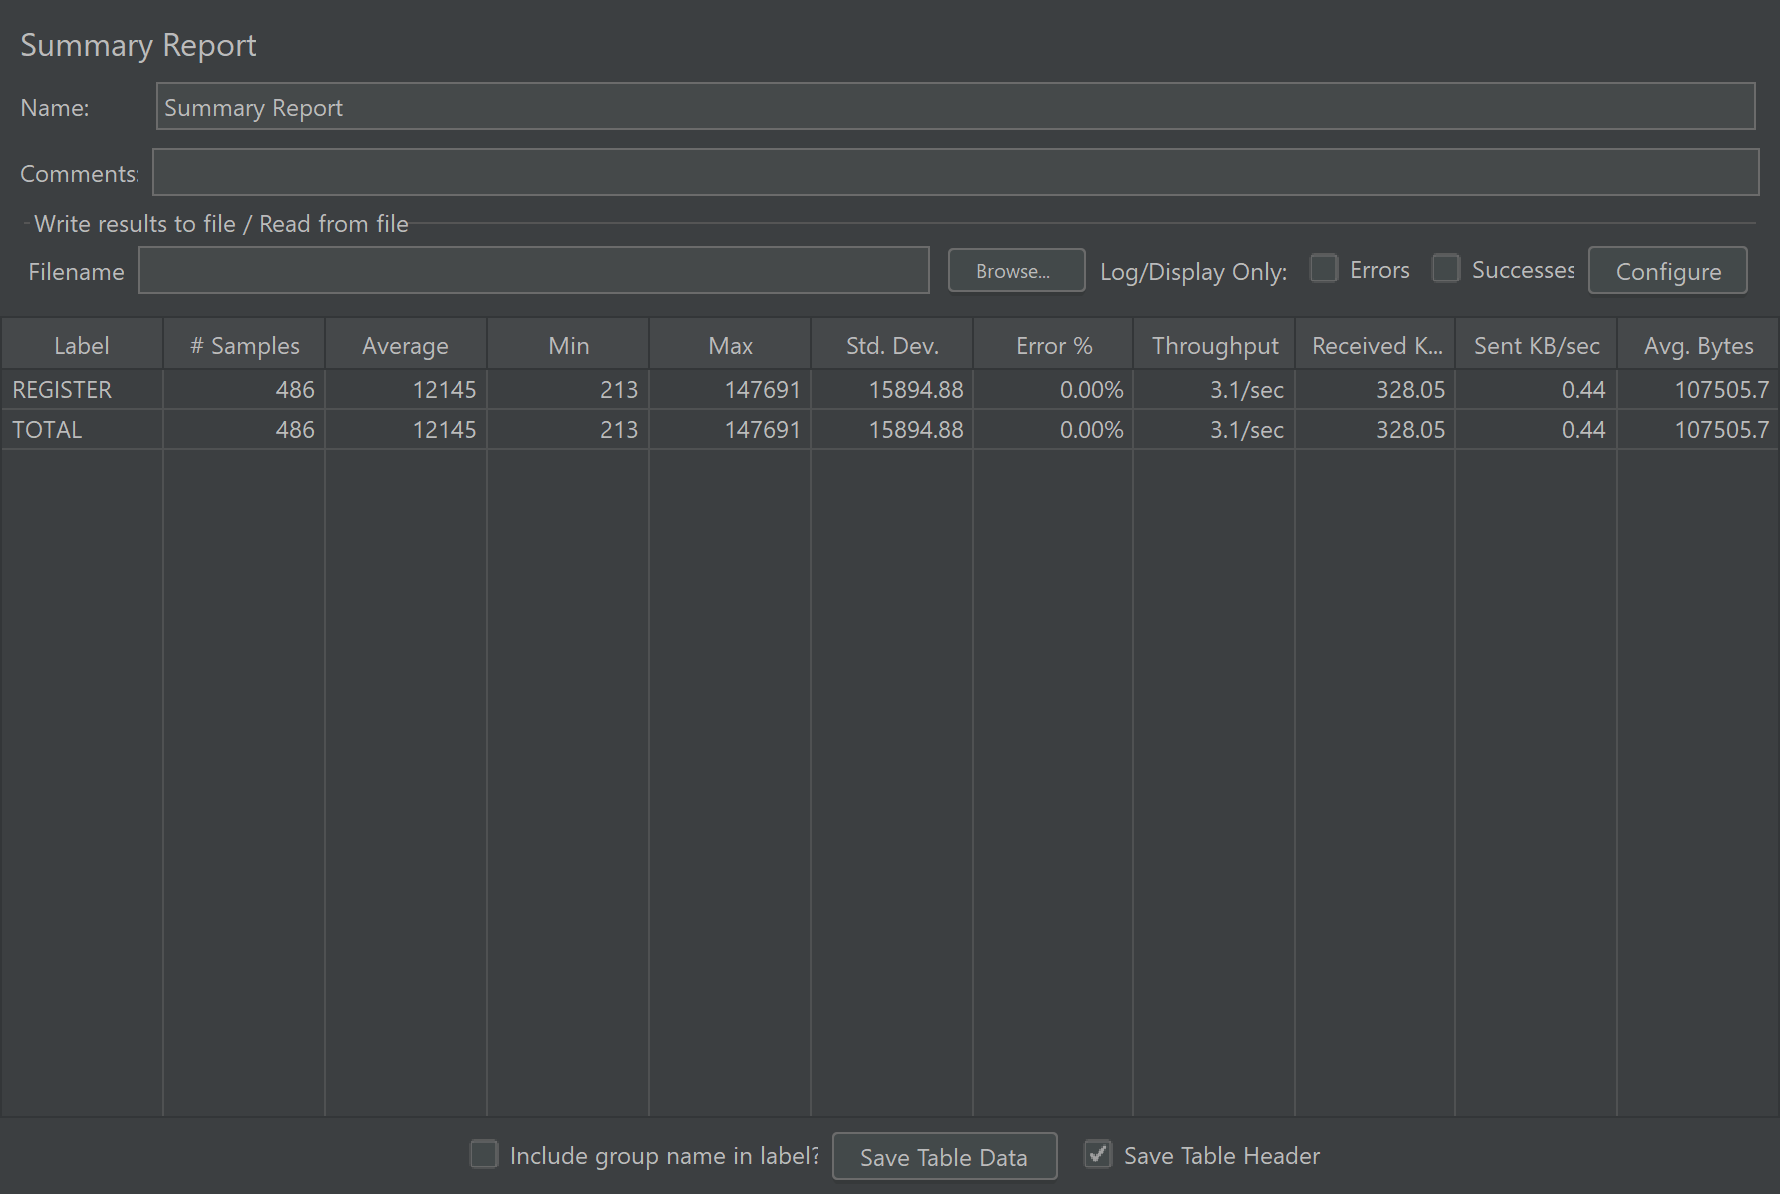 Summary Report
Name: Summary Report
Comments:
Write results to file / Read from file
Filename Browse... Log/Display Only: Errors Successes Configure
Label # Samples Average Min Max Std. Dev. Error % Throughput Received K... Sent KB/sec Avg. Bytes
REGISTER 486 12145 213 147691 15894.88 0.00% 3.1/sec 328.05 0.44 107505.7
TOTAL 486 12145 213 147691 15894.88 0.00% 3.1/sec 328.05 0.44 107505.7
Include group name in label? Save Table Data Save Table Header